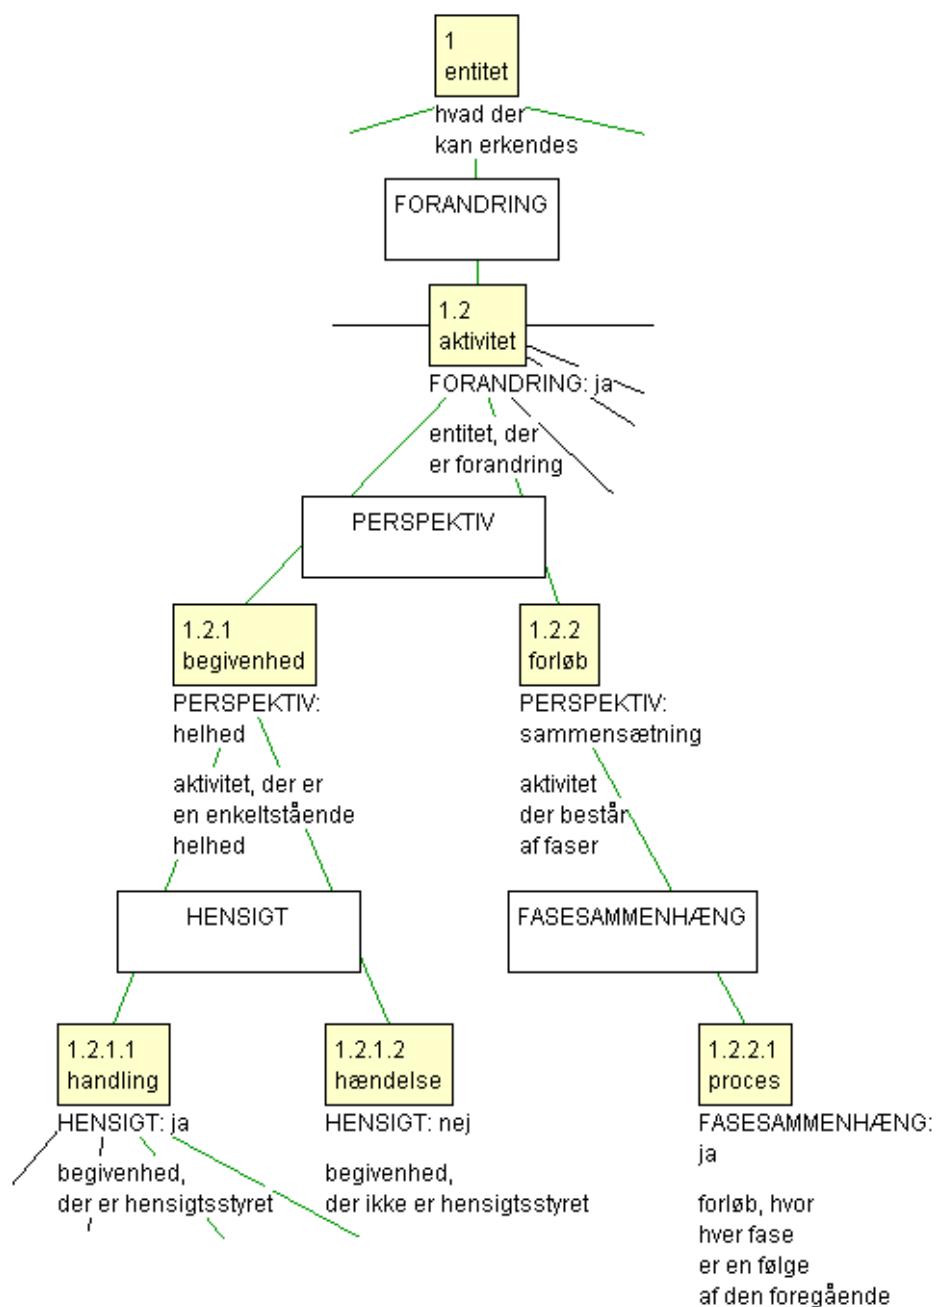 1
entitet
hvad der
kan erkendes
FORANDRING
1.2
aktivitet
FORANDRING: ja
entitet, der
er forandring
PERSPEKTIV
1.2.1
begivenhed
PERSPEKTIV:
helhed
aktivitet, der er
en enkeltstående
helhed
1.2.2
forløb
PERSPEKTIV:
sammensætning
aktivitet
der består
af faser
HENSIGT
FASESAMMENHÆNG
1.2.1.1
handling
HENSIGT: ja
begivenhed,
der er hensigtsstyret
1.2.1.2
hændelse
HENSIGT: nej
begivenhed,
der ikke er hensigtsstyret
1.2.2.1
proces
FASESAMMENHÆNG:
ja
forløb, hvor
hver fase
er en følge
af den foregående